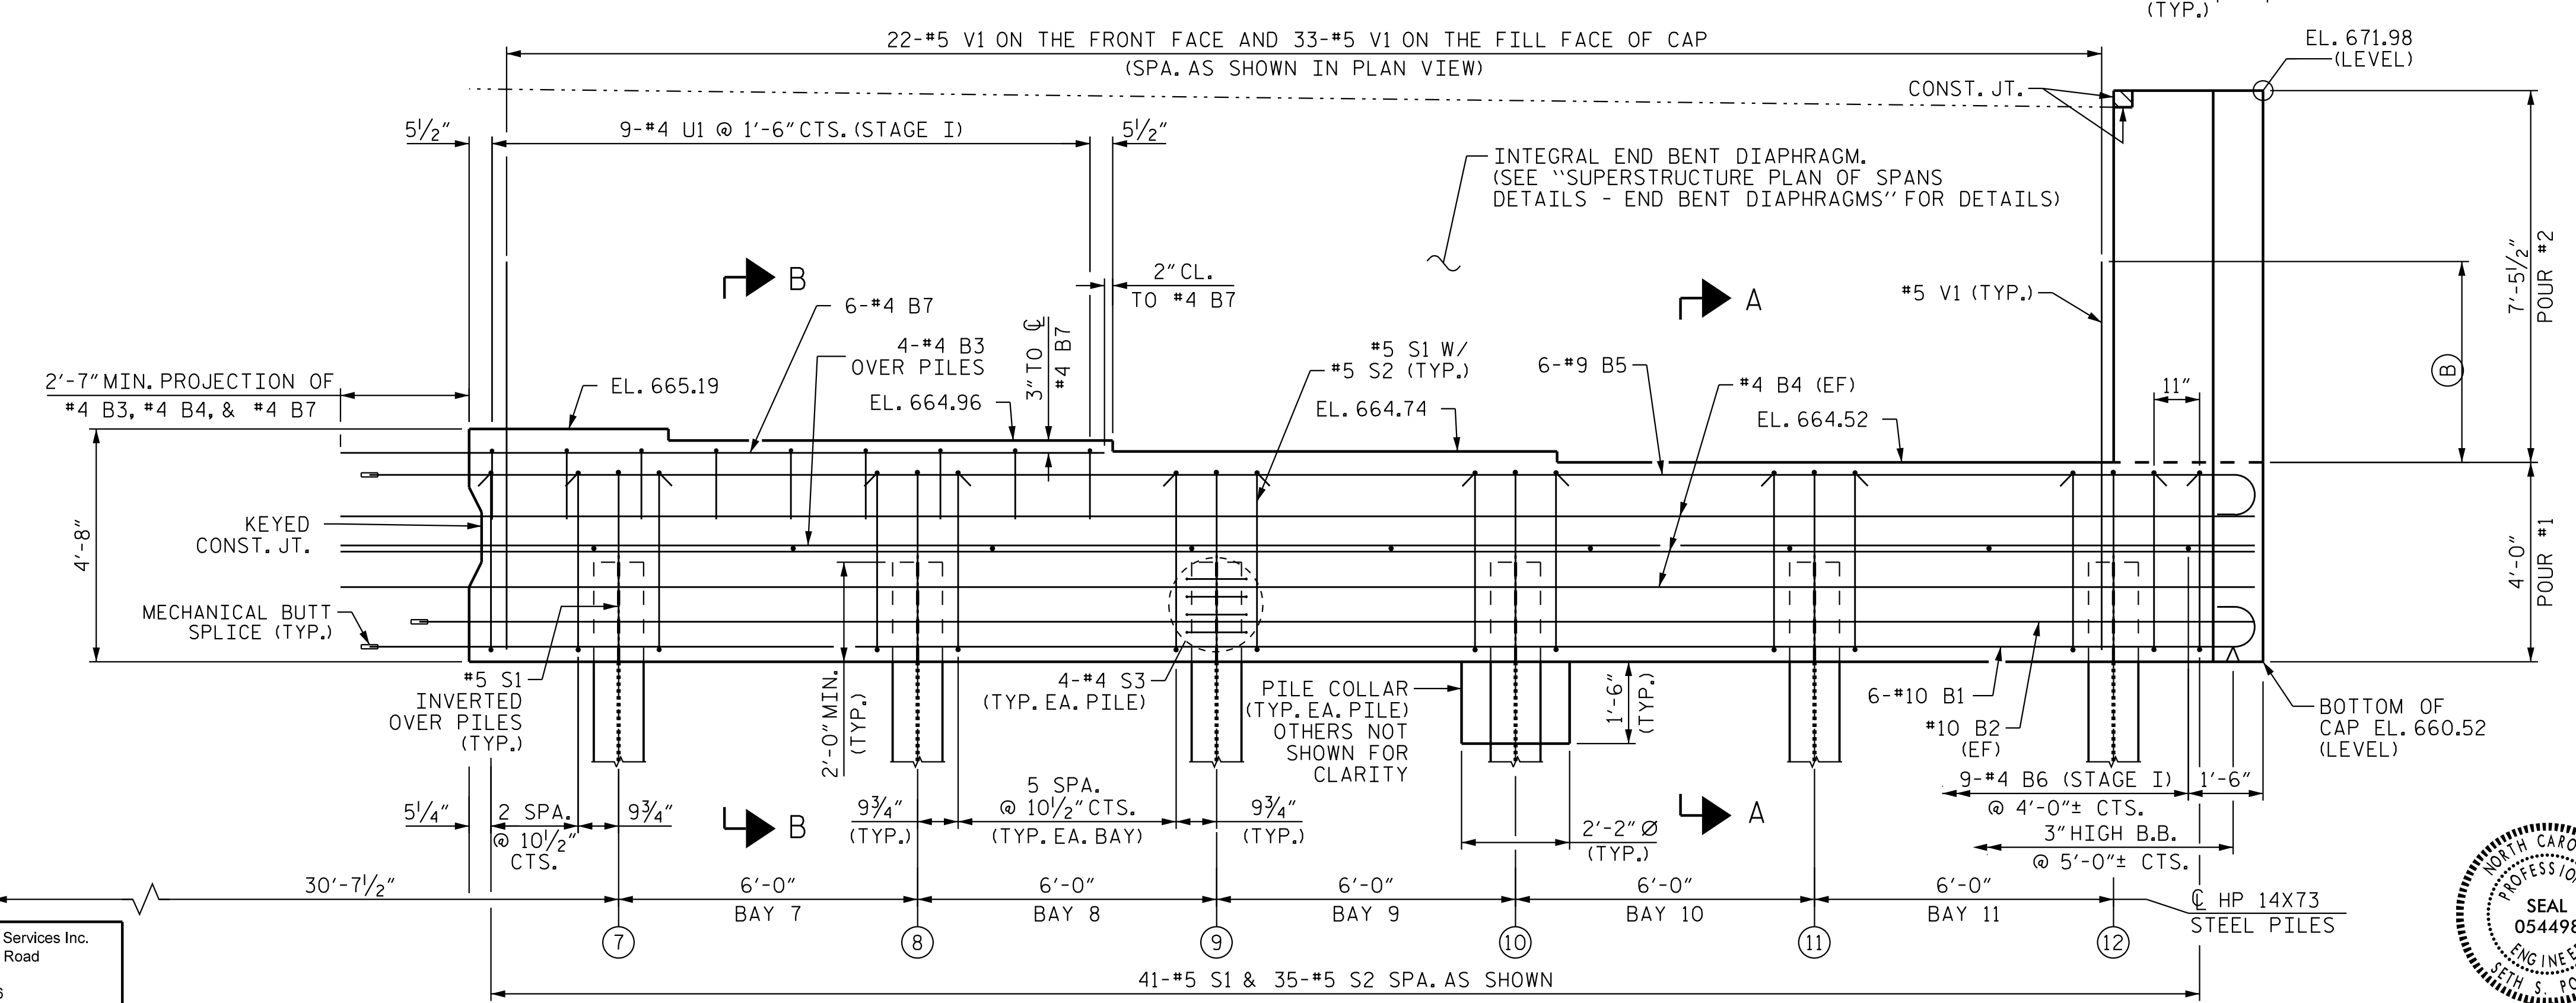 (TYP.)
22-#5 V1 ON THE FRONT FACE AND 33-#5 V1 ON THE FILL FACE OF CAP
(SPA. AS SHOWN IN PLAN VIEW)
EL. 671.98
(LEVEL)
CONST. JT.
5½"
9-#4 U1 @ 1'-6" CTS. (STAGE I)
5½"
INTEGRAL END BENT DIAPHRAGM.
(SEE "SUPERSTRUCTURE PLAN OF SPANS
DETAILS - END BENT DIAPHRAGMS" FOR DETAILS)
B
2" CL.
TO #4 B7
A
#5 V1 (TYP.)
7'-5½"
POUR #2
6-#4 B7
3" TO ℄
#4 B7
4-#4 B3
OVER PILES
#5 S1 W/
#5 S2 (TYP.)
6-#9 B5
#4 B4 (EF)
B
2'-7" MIN. PROJECTION OF
#4 B3, #4 B4, & #4 B7
EL. 665.19
EL. 664.96
EL. 664.74
EL. 664.52
11"
4'-8"
KEYED
CONST. JT.
MECHANICAL BUTT
SPLICE (TYP.)
4'-0"
POUR #1
#5 S1
INVERTED
OVER PILES
(TYP.)
2'-0" MIN.
(TYP.)
4-#4 S3
(TYP. EA. PILE)
PILE COLLAR
(TYP. EA. PILE)
OTHERS NOT
SHOWN FOR
CLARITY
1'-6"
(TYP.)
6-#10 B1
#10 B2
(EF)
BOTTOM OF
CAP EL. 660.52
(LEVEL)
9-#4 B6 (STAGE I)
@ 4'-0"± CTS.
1'-6"
3" HIGH B.B.
@ 5'-0"± CTS.
5¼"
2 SPA.
@ 10½"
CTS.
9¾"
B
9¾"
(TYP.)
5 SPA.
@ 10½" CTS.
(TYP. EA. BAY)
9¾"
(TYP.)
2'-2" Ø
(TYP.)
A
30'-7½"
6'-0"
BAY 7
6'-0"
BAY 8
6'-0"
BAY 9
6'-0"
BAY 10
6'-0"
BAY 11
℄ HP 14X73
STEEL PILES
7
8
9
10
11
12
41-#5 S1 & 35-#5 S2 SPA. AS SHOWN
Services Inc.
Road
NORTH CARO
PROFESSIO
SEAL
054498
ENGINEE
SETH S. PO